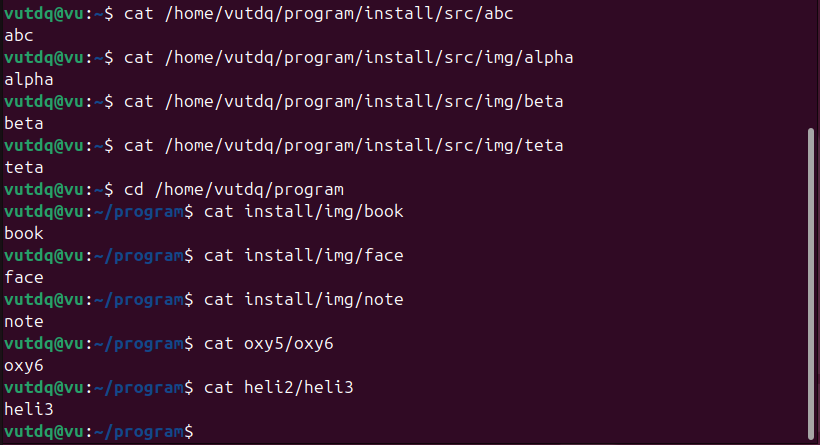 vutdq@vu:~$ cat /home/vutdq/program/install/src/abc
abc
vutdq@vu:~$ cat /home/vutdq/program/install/src/img/alpha
alpha
vutdq@vu:~$ cat /home/vutdq/program/install/src/img/beta
beta
vutdq@vu:~$ cat /home/vutdq/program/install/src/img/teta
teta
vutdq@vu:~$ cd /home/vutdq/program
vutdq@vu:~/program$ cat install/img/book
book
vutdq@vu:~/program$ cat install/img/face
face
vutdq@vu:~/program$ cat install/img/note
note
vutdq@vu:~/program$ cat oxy5/oxy6
oxy6
vutdq@vu:~/program$ cat heli2/heli3
heli3
vutdq@vu:~/program$